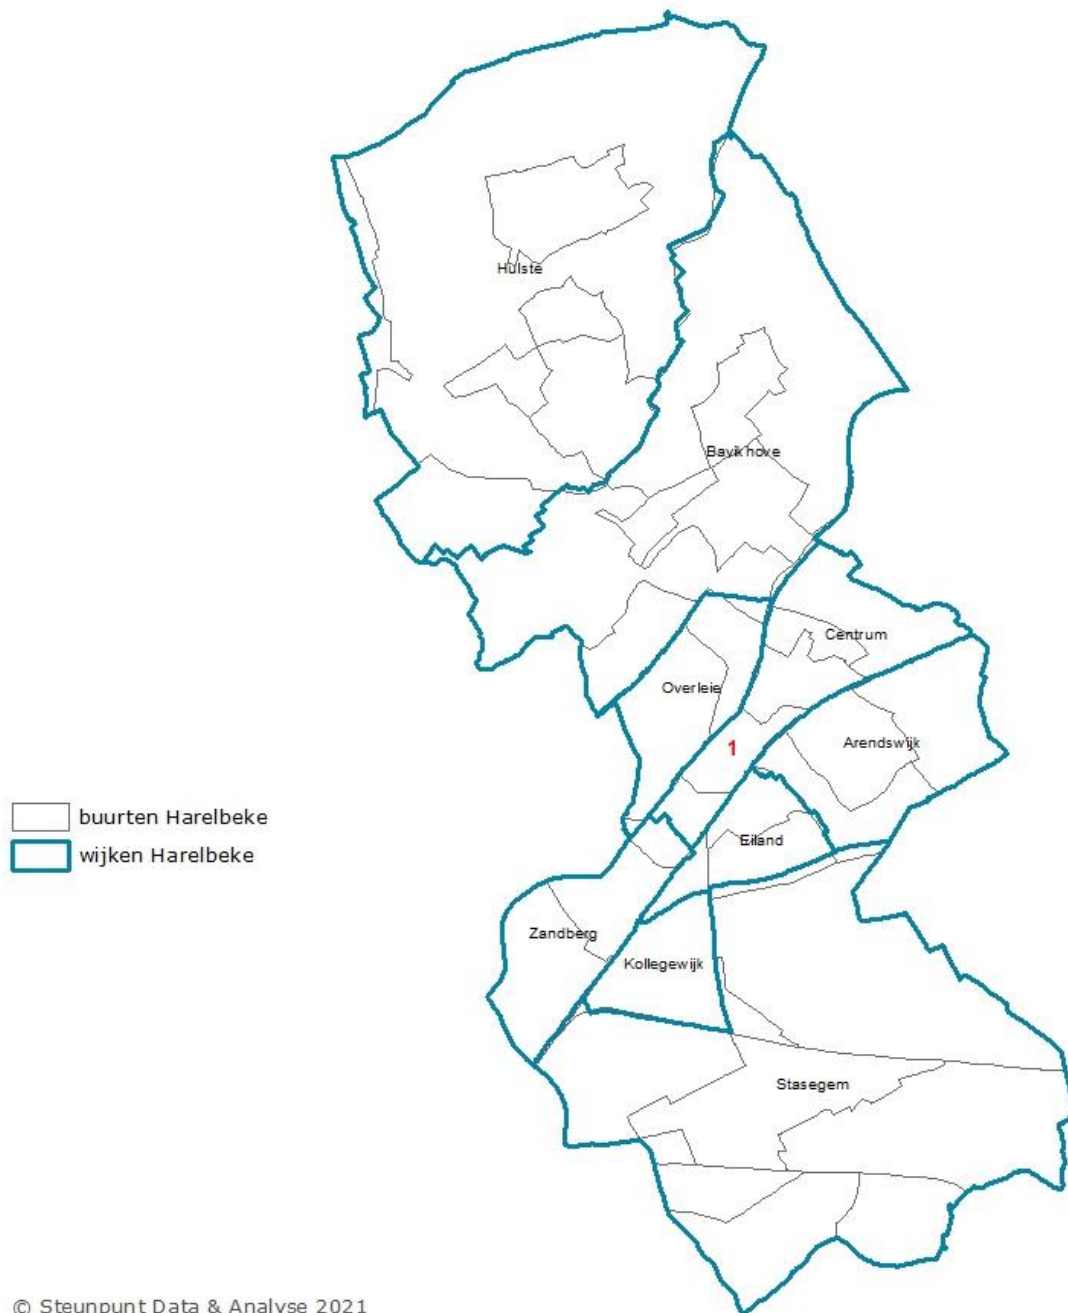 Hulste
Bavikhove
Centrum
Overleie
Arendswijk
1
buurten Harelbeke
wijken Harelbeke
Eiland
Zandberg
Kollegewijk
Stasegem
© Steunpunt Data & Analyse 2021